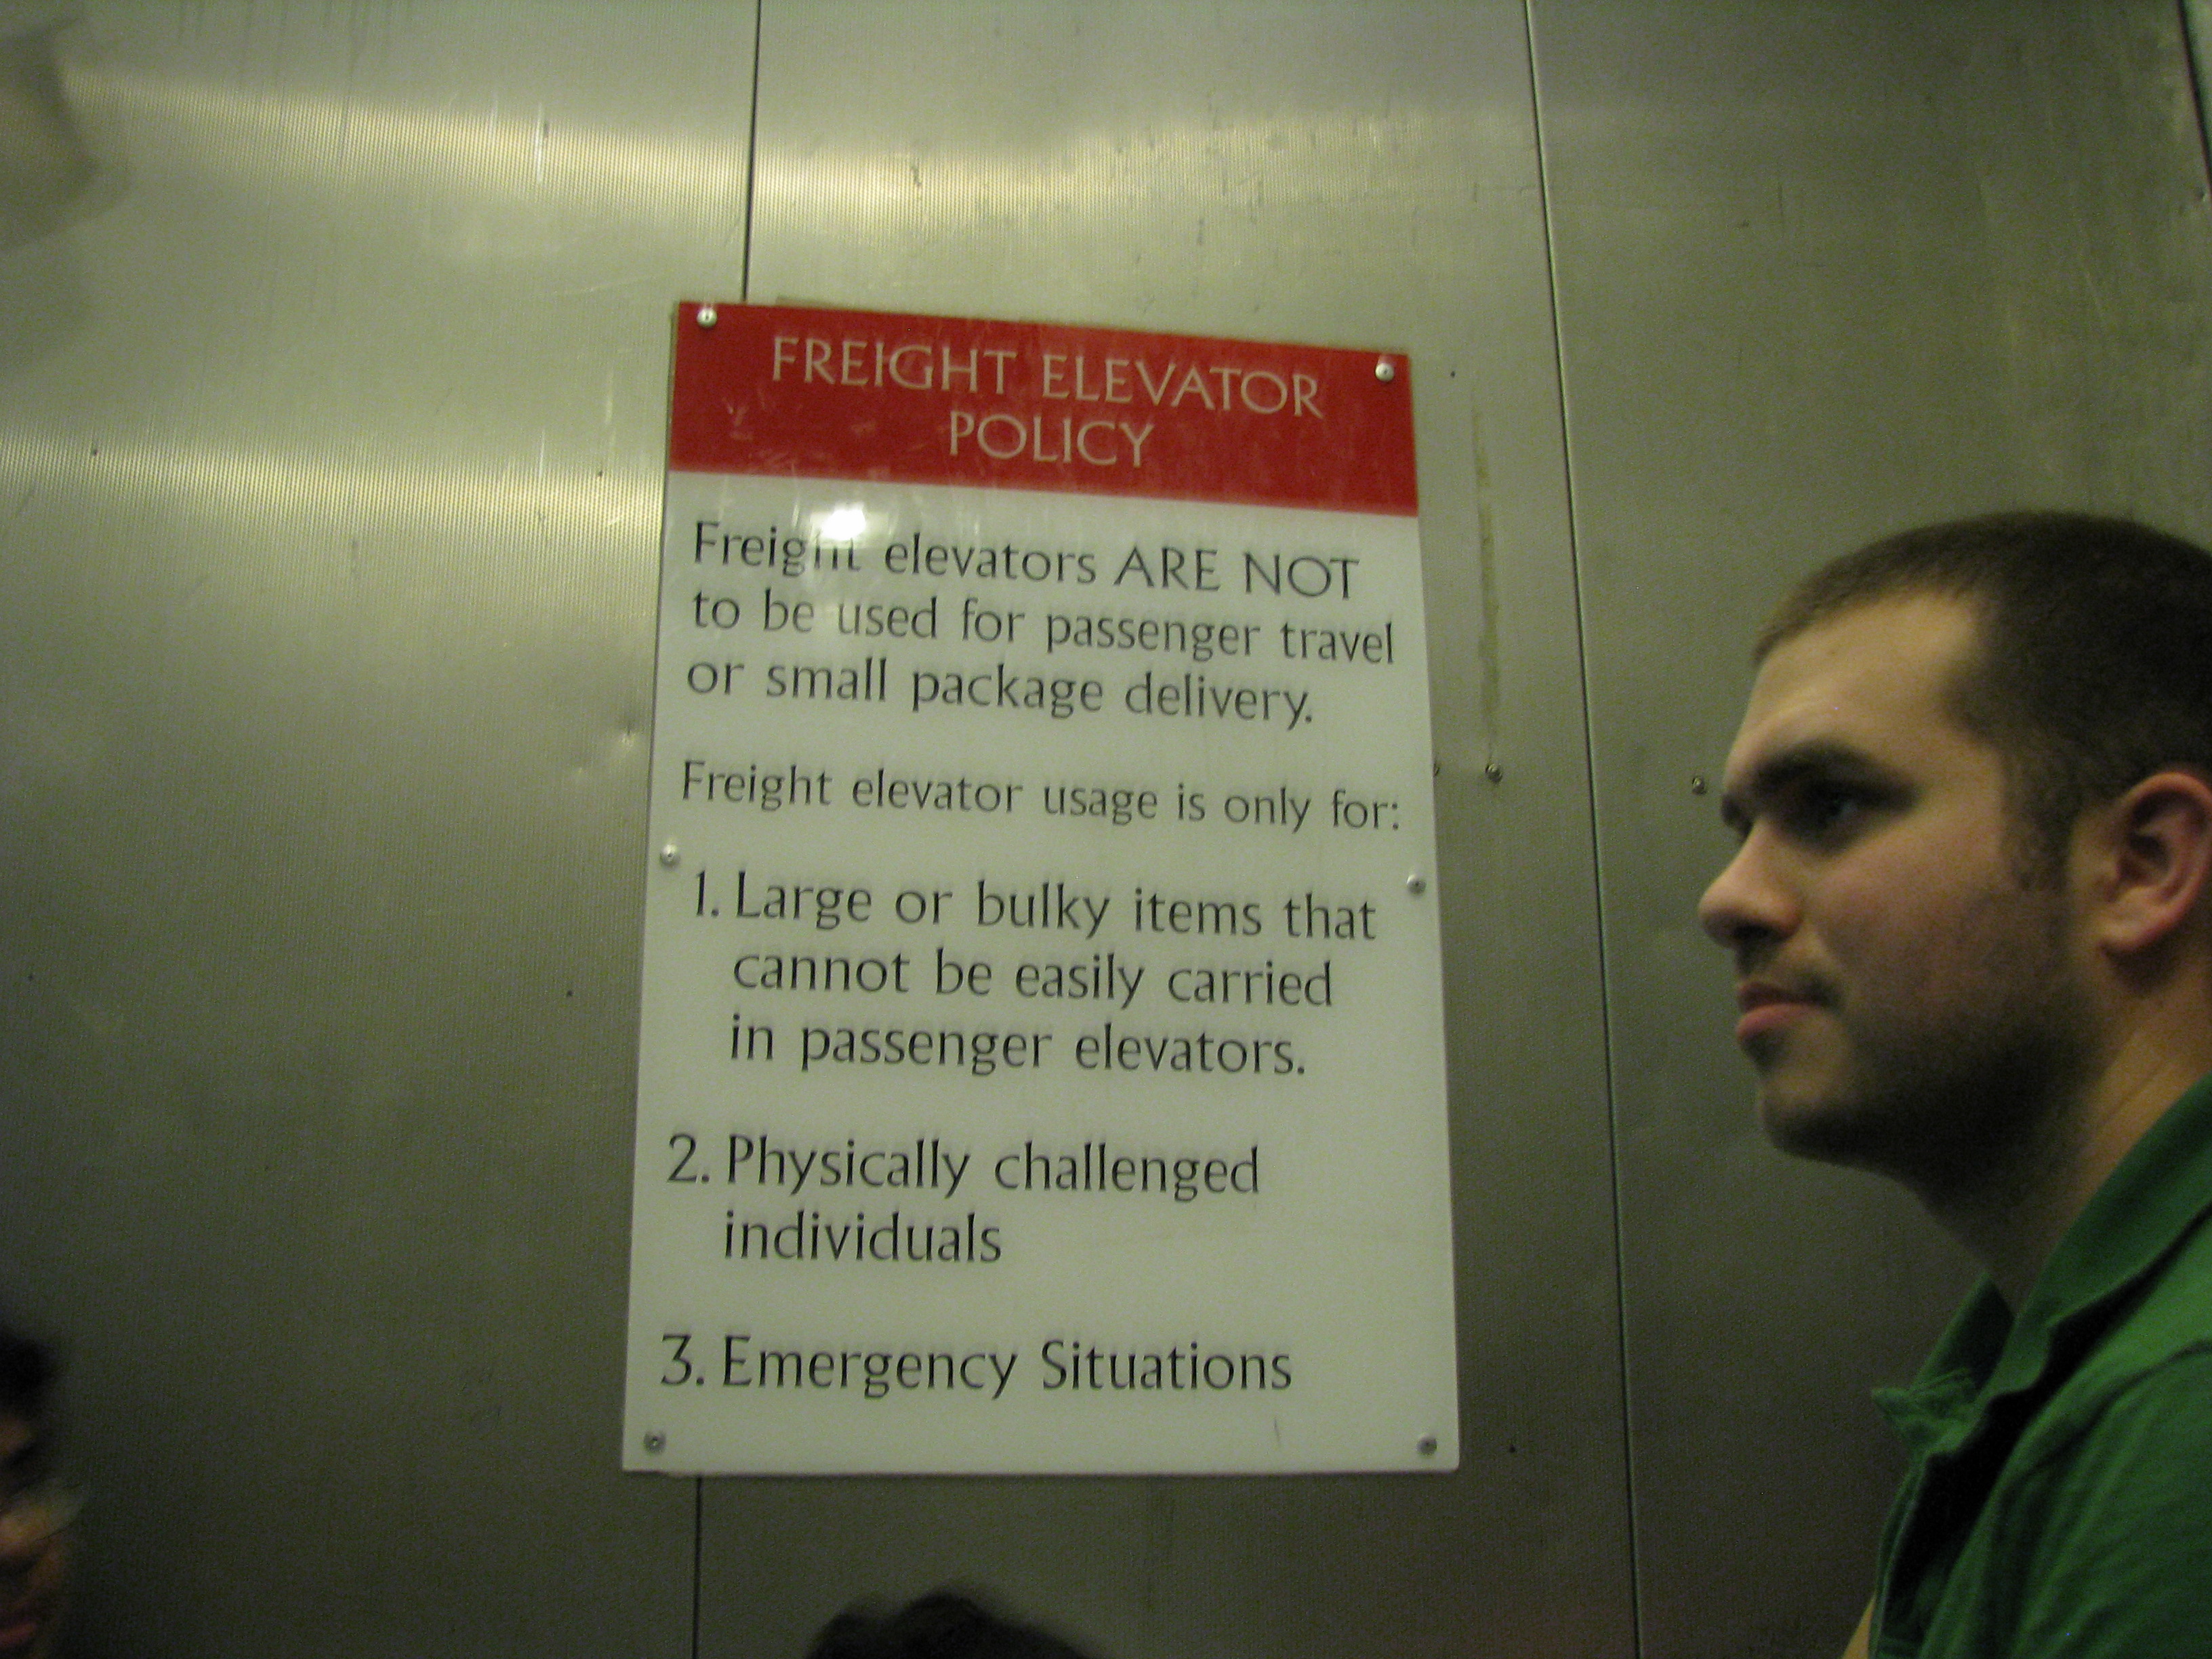 FREIGHT ELEVATOR
POLICY
Freight elevators ARE NOT
to be used for passenger travel
or small package delivery.
Freight elevator usage is only for:
1. Large or bulky items that
cannot be easily carried
in passenger elevators.
2. Physically challenged
individuals
3. Emergency Situations